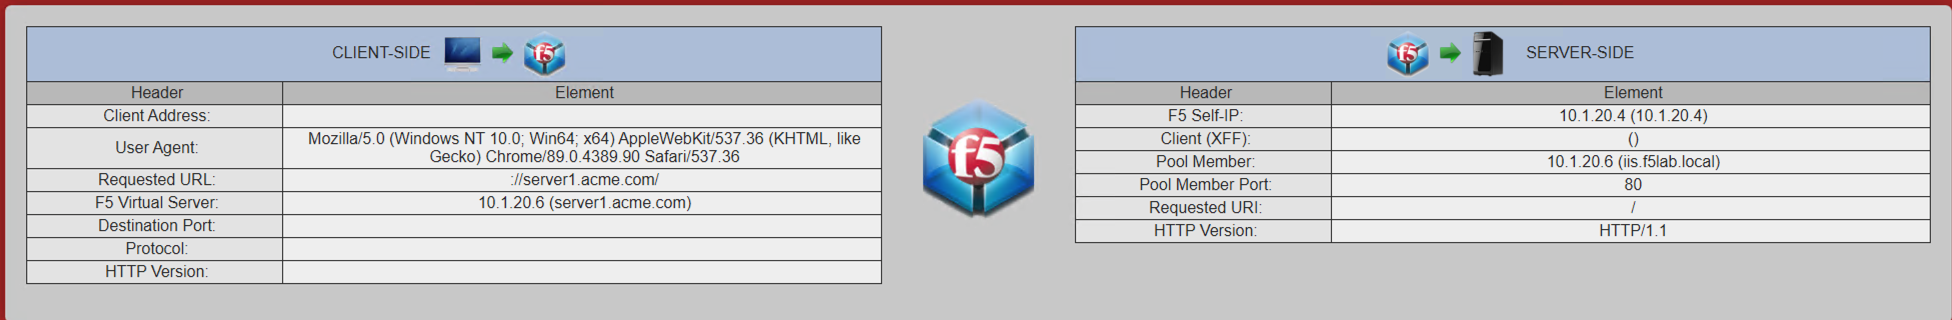 CLIENT-SIDE
f5
Header Element
Client Address:
User Agent: Mozilla/5.0 (Windows NT 10.0; Win64; x64) AppleWebKit/537.36 (KHTML, like
Gecko) Chrome/89.0.4389.90 Safari/537.36
Requested URL: ://server1.acme.com/
F5 Virtual Server: 10.1.20.6 (server1.acme.com)
Destination Port:
Protocol:
HTTP Version:
f5
f5
SERVER-SIDE
Header Element
F5 Self-IP: 10.1.20.4 (10.1.20.4)
Client (XFF): ()
Pool Member: 10.1.20.6 (iis.f5lab.local)
Pool Member Port: 80
Requested URI: /
HTTP Version: HTTP/1.1